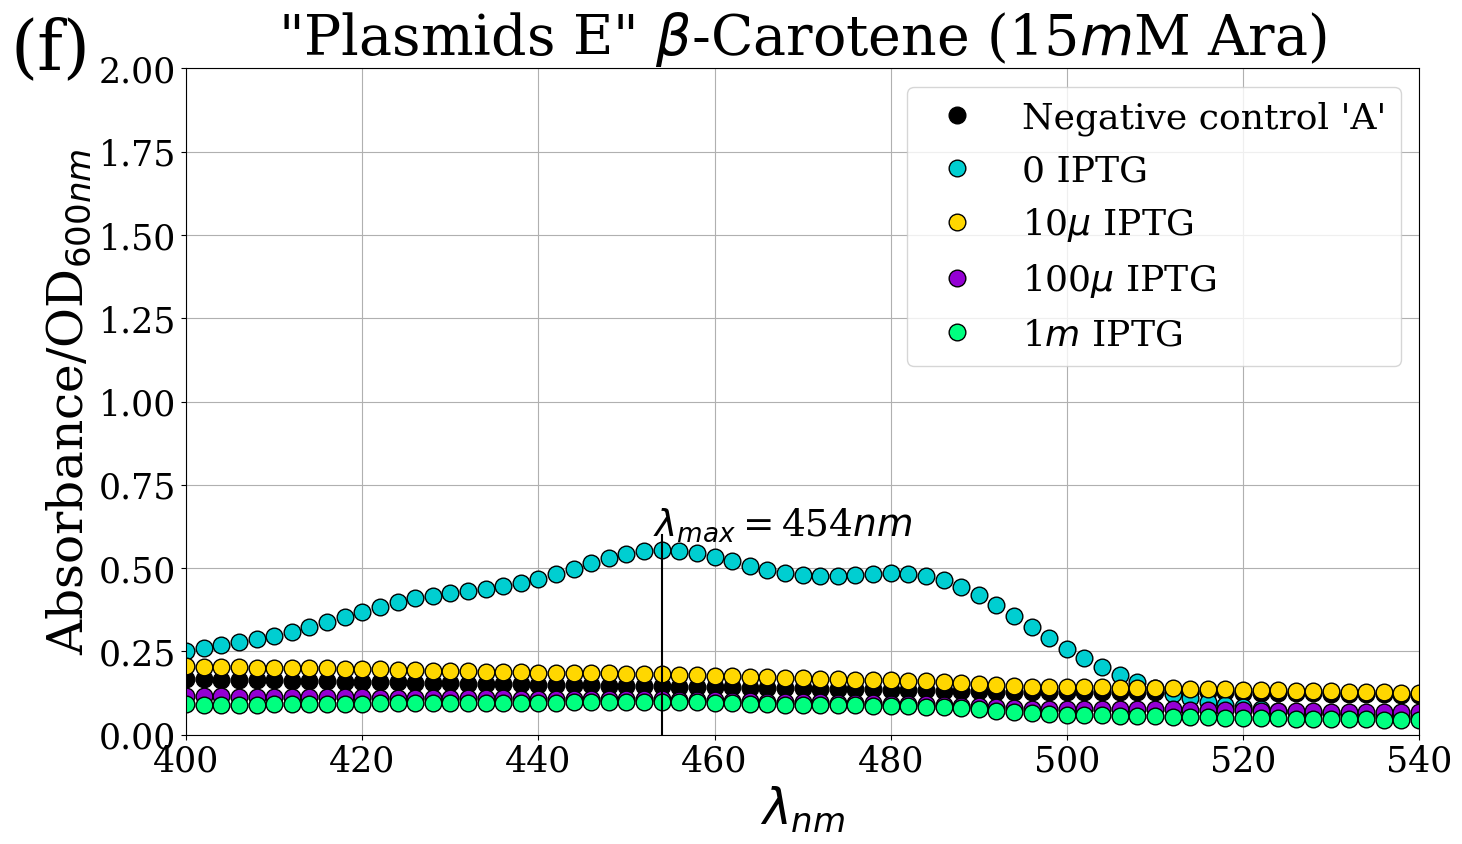 (f)
"Plasmids E" β-Carotene (15mM Ara)
2.00
1.75
1.50
1.25
1.00
0.75
0.50
0.25
0.00
Absorbance/OD600nm
Negative control 'A'
0 IPTG
10μ IPTG
100μ IPTG
1m IPTG
λmax = 454nm
400 420 440 460 480 500 520 540
λnm